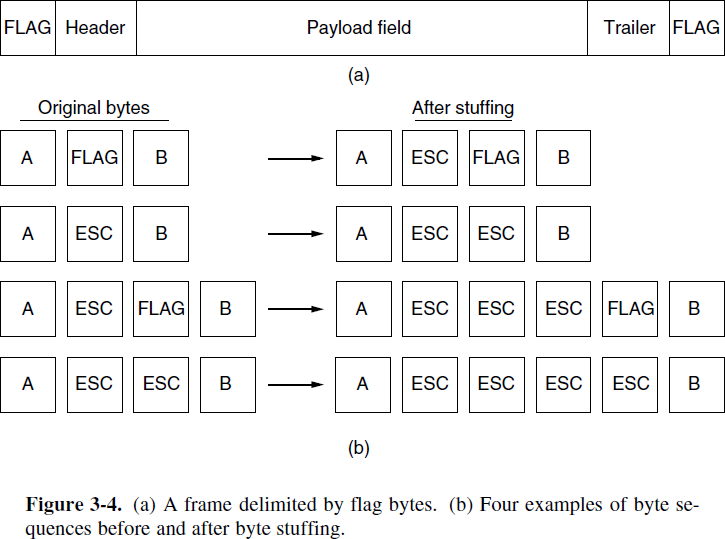 FLAG Header Payload field Trailer FLAG
(a)
Original bytes After stuffing
A FLAG B A ESC FLAG B
A ESC B A ESC ESC B
A ESC FLAG B A ESC ESC ESC FLAG B
A ESC ESC B A ESC ESC ESC ESC B
(b)
Figure 3-4. (a) A frame delimited by flag bytes. (b) Four examples of byte se-
quences before and after byte stuffing.